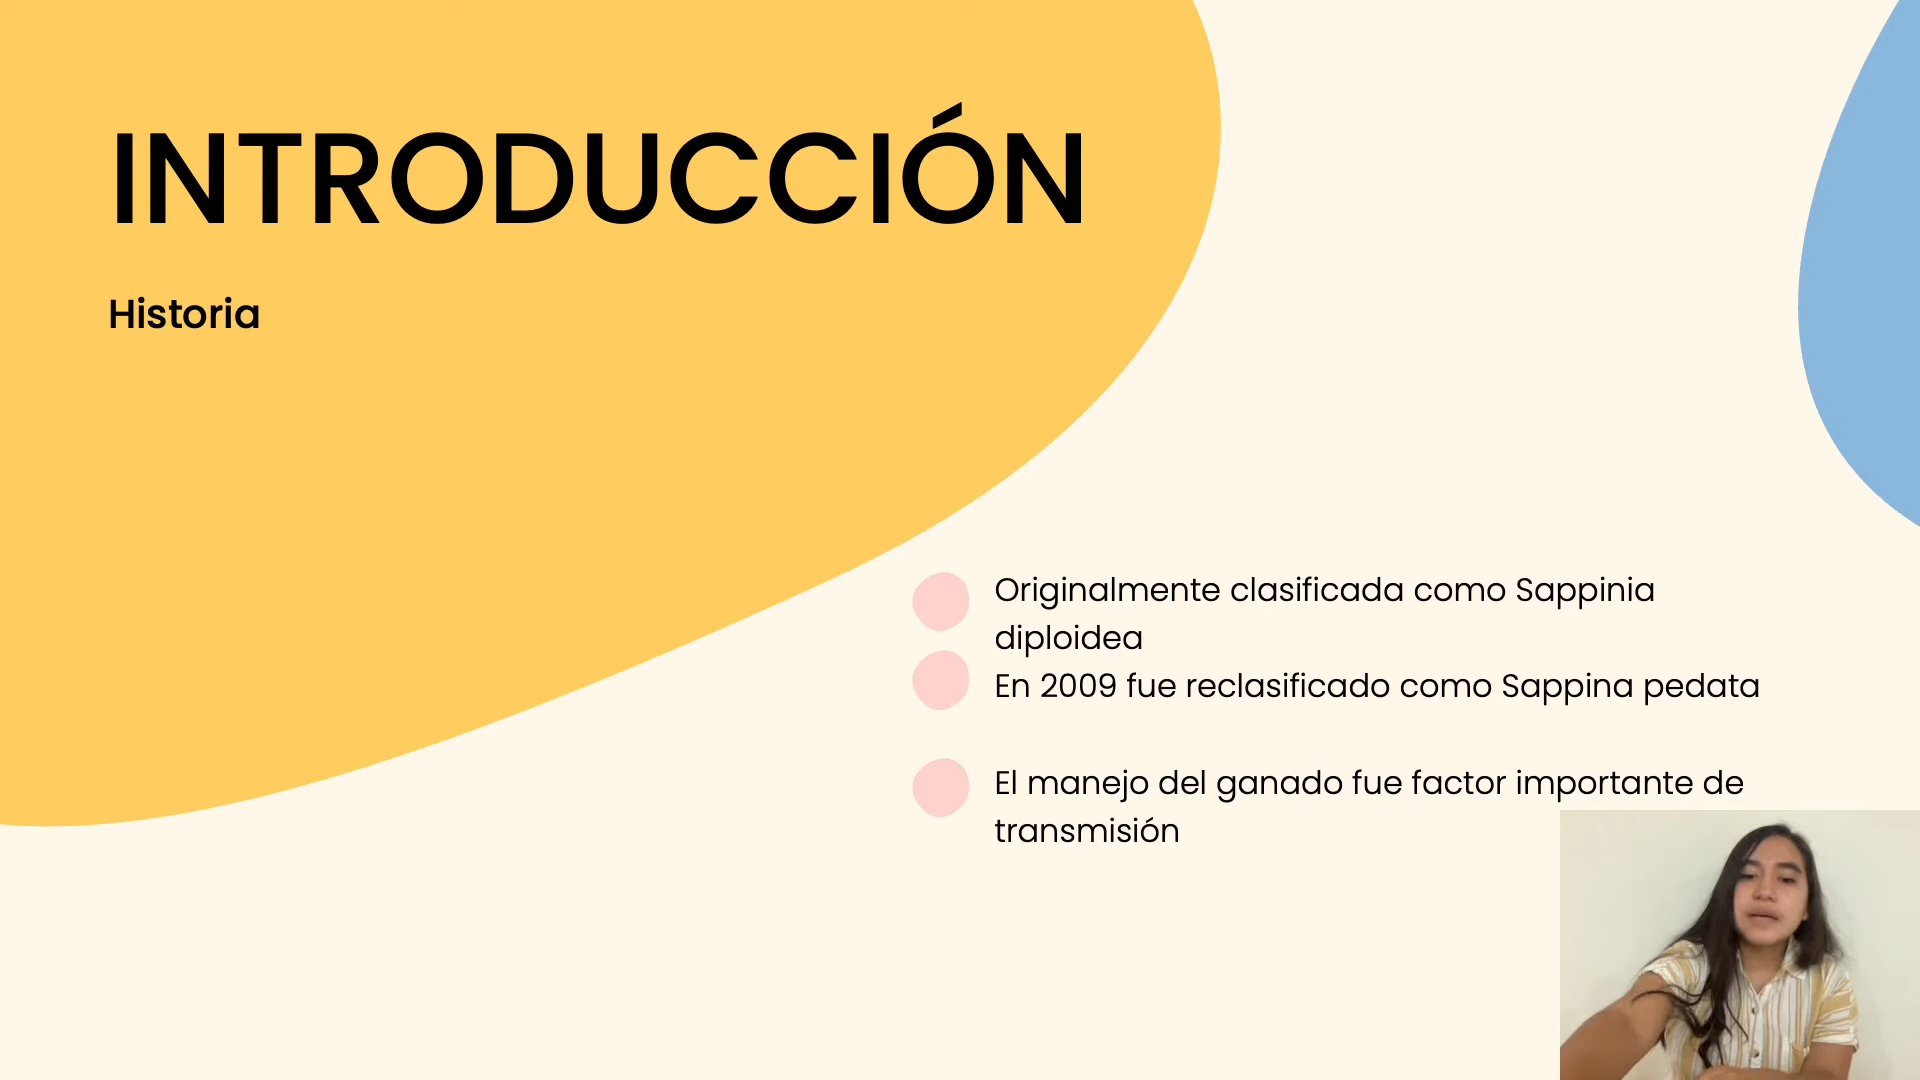 INTRODUCCIÓN
Historia
Originalmente clasificada como Sappinia
diploidea
En 2009 fue reclasificado como Sappina pedata
El manejo del ganado fue factor importante de
transmisión